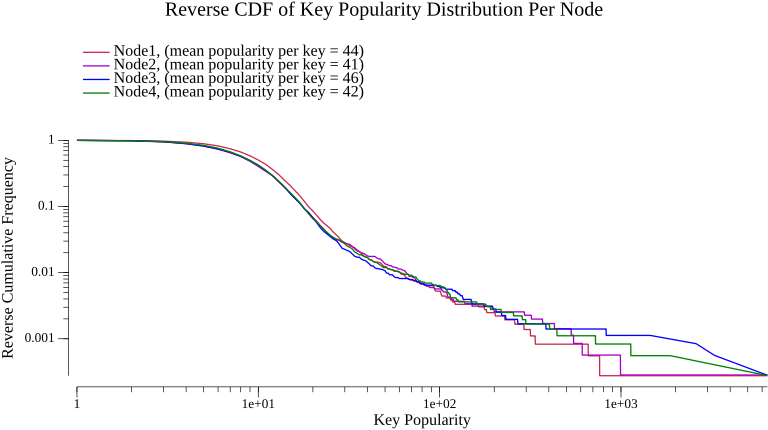 Reverse CDF of Key Popularity Distribution Per Node
Node1, (mean popularity per key = 44)
Node2, (mean popularity per key = 41)
Node3, (mean popularity per key = 46)
Node4, (mean popularity per key = 42)
Reverse Cumulative Frequency
1
0.1
0.01
0.001
1
1e+01
1e+02
1e+03
Key Popularity